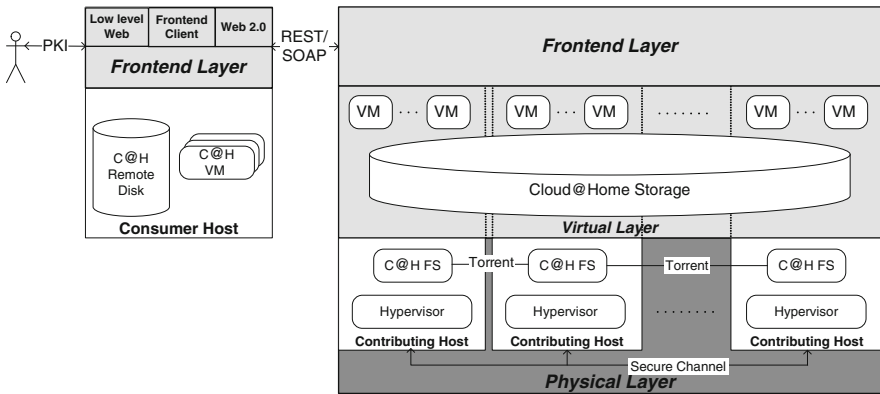 PKI
Low level Web
Frontend Client
Web 2.0
Frontend Layer
C@H Remote Disk
C@H VM
Consumer Host
REST/ SOAP
Frontend Layer
VM ... VM
VM ... VM
.......
VM ... VM
Cloud@Home Storage
Virtual Layer
C@H FS
Torrent
C@H FS
Torrent
C@H FS
Hypervisor
Hypervisor
........
Hypervisor
Contributing Host
Contributing Host
Contributing Host
Secure Channel
Physical Layer